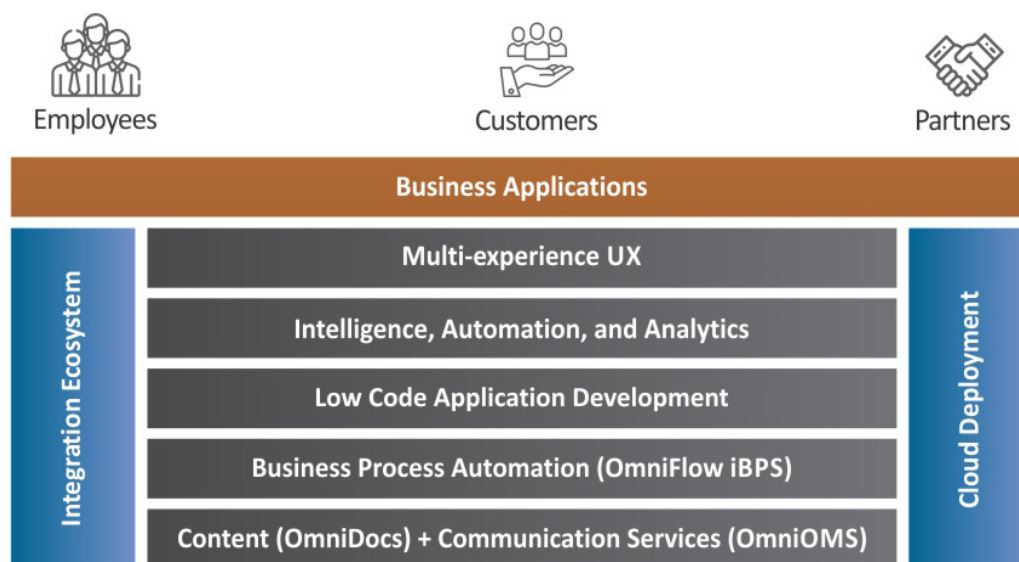 Employees
Customers
Partners
Business Applications
Integration Ecosystem
Multi-experience UX
Intelligence, Automation, and Analytics
Low Code Application Development
Business Process Automation (OmniFlow iBPS)
Content (OmniDocs) + Communication Services (OmniOMS)
Cloud Deployment